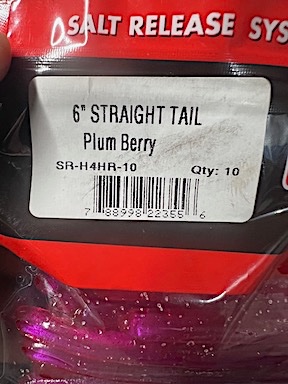 SALT RELEASE SYS
6" STRAIGHT TAIL
Plum Berry
SR-H4HR-10 Qty: 10
7 88998 22355 6